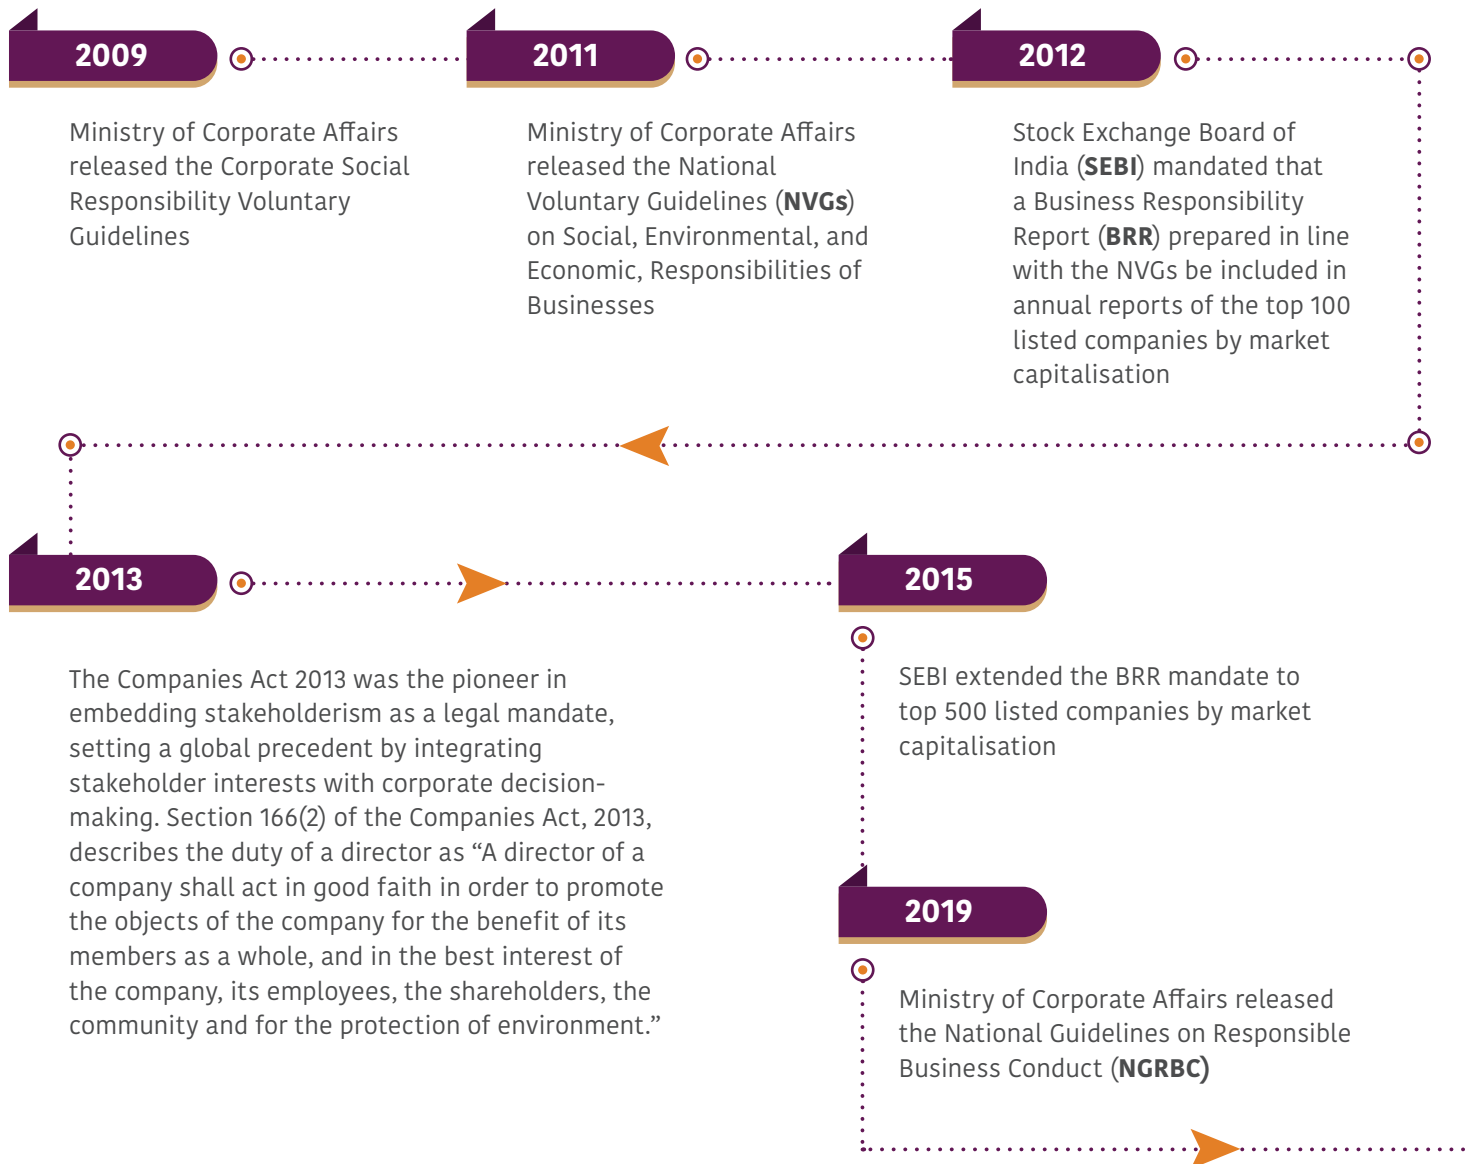 2009
Ministry of Corporate Affairs
released the Corporate Social
Responsibility Voluntary
Guidelines
2011
Ministry of Corporate Affairs
released the National
Voluntary Guidelines (NVGs)
on Social, Environmental, and
Economic, Responsibilities of
Businesses
2012
Stock Exchange Board of
India (SEBI) mandated that
a Business Responsibility
Report (BRR) prepared in line
with the NVGs be included in
annual reports of the top 100
listed companies by market
capitalisation
2013
The Companies Act 2013 was the pioneer in
embedding stakeholderism as a legal mandate,
setting a global precedent by integrating
stakeholder interests with corporate decision-
making. Section 166(2) of the Companies Act, 2013,
describes the duty of a director as “A director of a
company shall act in good faith in order to promote
the objects of the company for the benefit of its
members as a whole, and in the best interest of
the company, its employees, the shareholders, the
community and for the protection of environment.”
2015
SEBI extended the BRR mandate to
top 500 listed companies by market
capitalisation
2019
Ministry of Corporate Affairs released
the National Guidelines on Responsible
Business Conduct (NGRBC)